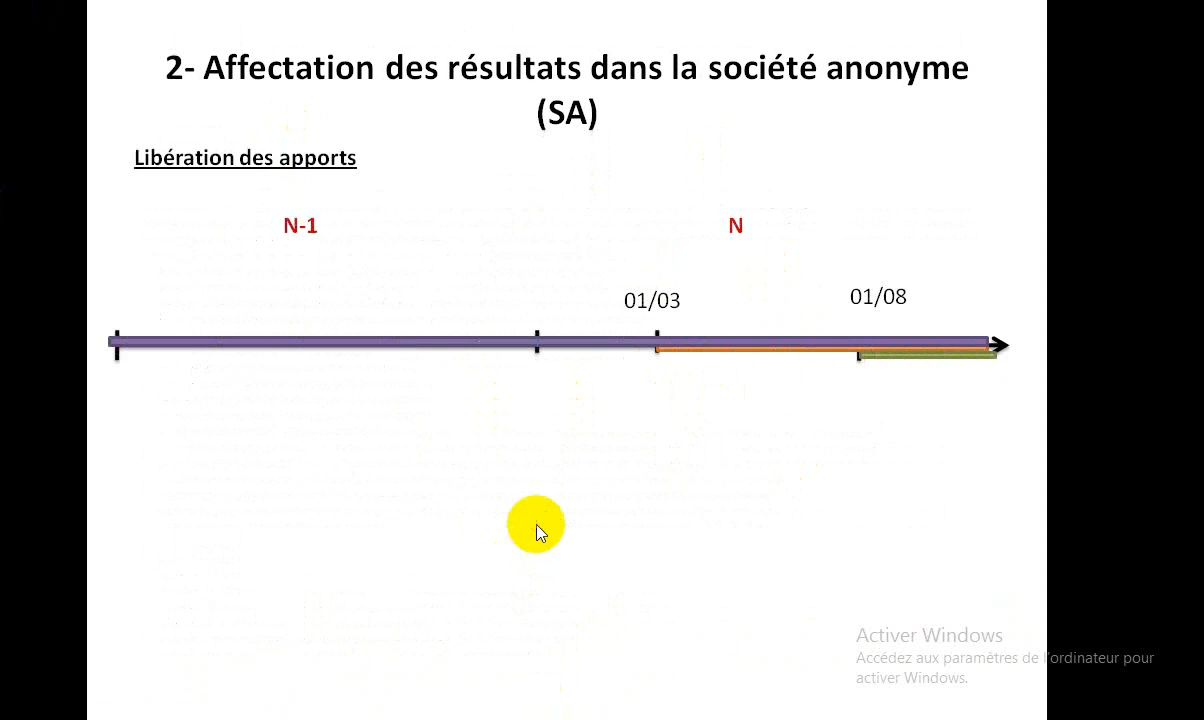 2- Affectation des résultats dans la société anonyme
(SA)
Libération des apports
N-1
N
01/03
01/08
Activer Windows
Accédez aux paramètres de l'ordinateur pour
activer Windows.